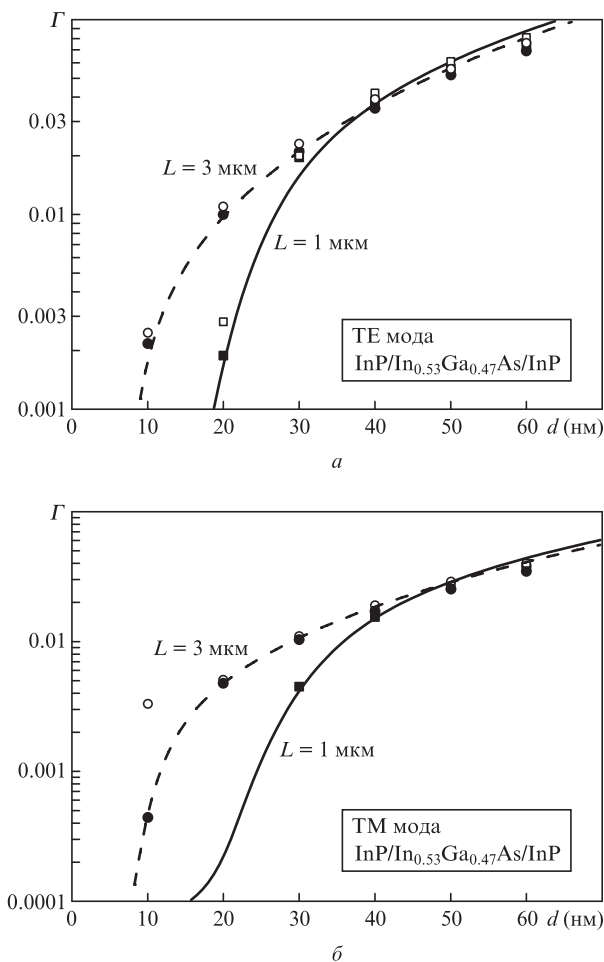 Γ
0.03
L = 3 мкм
0.01
L = 1 мкм
0.003
TE мода
InP/In₀.₅₃Ga₀.₄₇As/InP
0.001
0 10 20 30 40 50 60 d (нм)
а
Γ
0.01
L = 3 мкм
0.001
L = 1 мкм
TM мода
InP/In₀.₅₃Ga₀.₄₇As/InP
0.0001
0 10 20 30 40 50 60 d (нм)
б